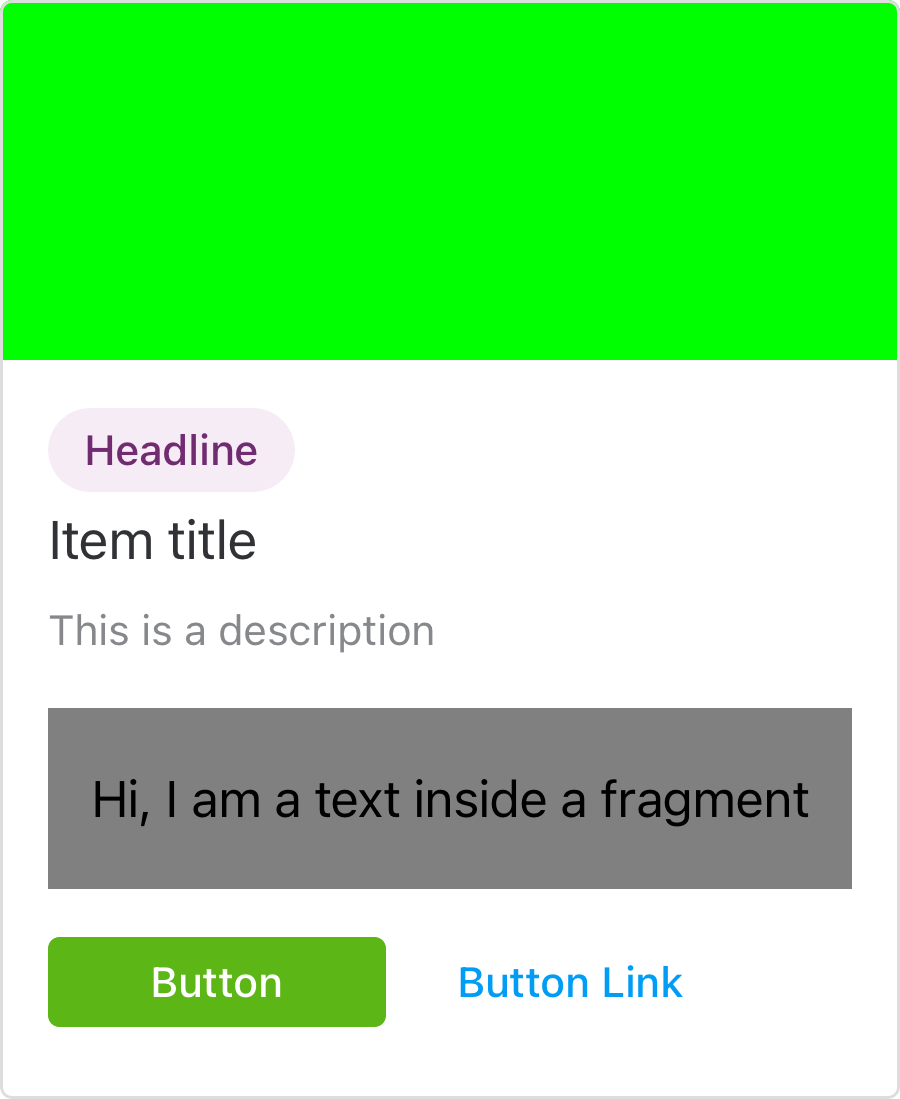 Headline
Item title
This is a description
Hi, I am a text inside a fragment
Button
Button Link